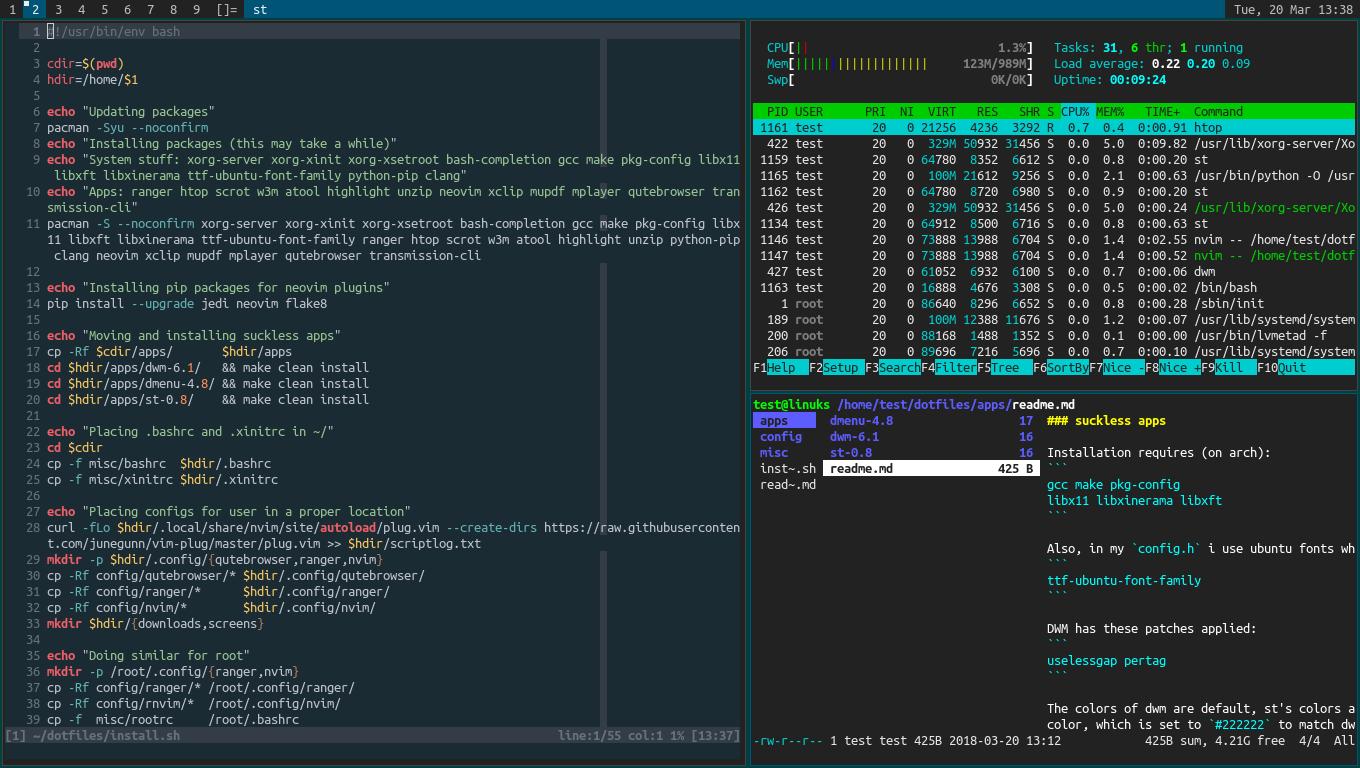 1 2 3 4 5 6 7 8 9 []= st Tue, 20 Mar 13:38
1 #!/usr/bin/env bash
2
3 cdir=$(pwd)
4 hdir=/home/$1
5
6 echo "Updating packages"
7 pacman -Syu --noconfirm
8 echo "Installing packages (this may take a while)"
9 echo "System stuff: xorg-server xorg-xinit xorg-xsetroot bash-completion gcc make pkg-config libx11
libxft libxinerama ttf-ubuntu-font-family python-pip clang"
10 echo "Apps: ranger htop scrot w3m atool highlight unzip neovim xclip mupdf mplayer qutebrowser tran
smission-cli"
11 pacman -S --noconfirm xorg-server xorg-xinit xorg-xsetroot bash-completion gcc make pkg-config libx
11 libxft libxinerama ttf-ubuntu-font-family ranger htop scrot w3m atool highlight unzip python-pip
clang neovim xclip mupdf mplayer qutebrowser transmission-cli
12
13 echo "Installing pip packages for neovim plugins"
14 pip install --upgrade jedi neovim flake8
15
16 echo "Moving and installing suckless apps"
17 cp -Rf $cdir/apps/ $hdir/apps
18 cd $hdir/apps/dwm-6.1/ && make clean install
19 cd $hdir/apps/dmenu-4.8/ && make clean install
20 cd $hdir/apps/st-0.8/ && make clean install
21
22 echo "Placing .bashrc and .xinitrc in ~/"
23 cd $cdir
24 cp -f misc/bashrc $hdir/.bashrc
25 cp -f misc/xinitrc $hdir/.xinitrc
26
27 echo "Placing configs for user in a proper location"
28 curl -fLo $hdir/.local/share/nvim/site/autoload/plug.vim --create-dirs https://raw.githubuserconten
t.com/junegunn/vim-plug/master/plug.vim >> $hdir/scriptlog.txt
29 mkdir -p $hdir/.config/{qutebrowser,ranger,nvim}
30 cp -Rf config/qutebrowser/* $hdir/.config/qutebrowser/
31 cp -Rf config/ranger/* $hdir/.config/ranger/
32 cp -Rf config/nvim/* $hdir/.config/nvim/
33 mkdir $hdir/{downloads,screens}
34
35 echo "Doing similar for root"
36 mkdir -p /root/.config/{ranger,nvim}
37 cp -Rf config/ranger/* /root/.config/ranger/
38 cp -Rf config/rnvim/* /root/.config/nvim/
39 cp -f misc/rootrc /root/.bashrc
[1] ~/dotfiles/install.sh line:1/55 col:1 1% [13:37]
CPU[|| 1.3%] Tasks: 31, 6 thr; 1 running
Mem[||||||||||||||||||| 123M/989M] Load average: 0.22 0.20 0.09
Swp[ 0K/0K] Uptime: 00:09:24
PID USER PRI NI VIRT RES SHR S CPU% MEM% TIME+ Command
1161 test 20 0 21256 4236 3292 R 0.7 0.4 0:00.91 htop
422 test 20 0 329M 50932 31456 S 0.0 5.0 0:09.82 /usr/lib/xorg-server/Xo
1159 test 20 0 64780 8352 6612 S 0.0 0.8 0:00.20 st
1165 test 20 0 100M 21612 9256 S 0.0 2.1 0:00.63 /usr/bin/python -O /usr
1162 test 20 0 64780 8720 6980 S 0.0 0.9 0:00.20 st
426 test 20 0 329M 50932 31456 S 0.0 5.0 0:00.24 /usr/lib/xorg-server/Xo
1134 test 20 0 64912 8500 6716 S 0.0 0.8 0:00.63 st
1146 test 20 0 73888 13988 6704 S 0.0 1.4 0:02.55 nvim -- /home/test/dotf
1147 test 20 0 73888 13988 6704 S 0.0 1.4 0:00.52 nvim -- /home/test/dotf
427 test 20 0 61052 6932 6100 S 0.0 0.7 0:00.06 dwm
1163 test 20 0 16888 4676 3308 S 0.0 0.5 0:00.02 /bin/bash
1 root 20 0 86640 8296 6652 S 0.0 0.8 0:00.28 /sbin/init
189 root 20 0 100M 12388 11676 S 0.0 1.2 0:00.07 /usr/lib/systemd/system
200 root 20 0 88168 1488 1352 S 0.0 0.1 0:00.00 /usr/bin/lvmetad -f
206 root 20 0 89696 7216 5696 S 0.0 0.7 0:00.10 /usr/lib/systemd/system
F1Help F2Setup F3SearchF4FilterF5Tree F6SortByF7Nice -F8Nice +F9Kill F10Quit
test@linuks /home/test/dotfiles/apps/readme.md
apps dmenu-4.8 17 ### suckless apps
config dwm-6.1 16
misc st-0.8 16 Installation requires (on arch):
inst~.sh readme.md 425 B ```
read~.md gcc make pkg-config
libx11 libxinerama libxft
```
Also, in my `config.h` i use ubuntu fonts wh
```
ttf-ubuntu-font-family
```
DWM has these patches applied:
```
uselessgap pertag
```
The colors of dwm are default, st's colors a
color, which is set to `#222222` to match dw
-rw-r--r-- 1 test test 425B 2018-03-20 13:12 425B sum, 4.21G free 4/4 All